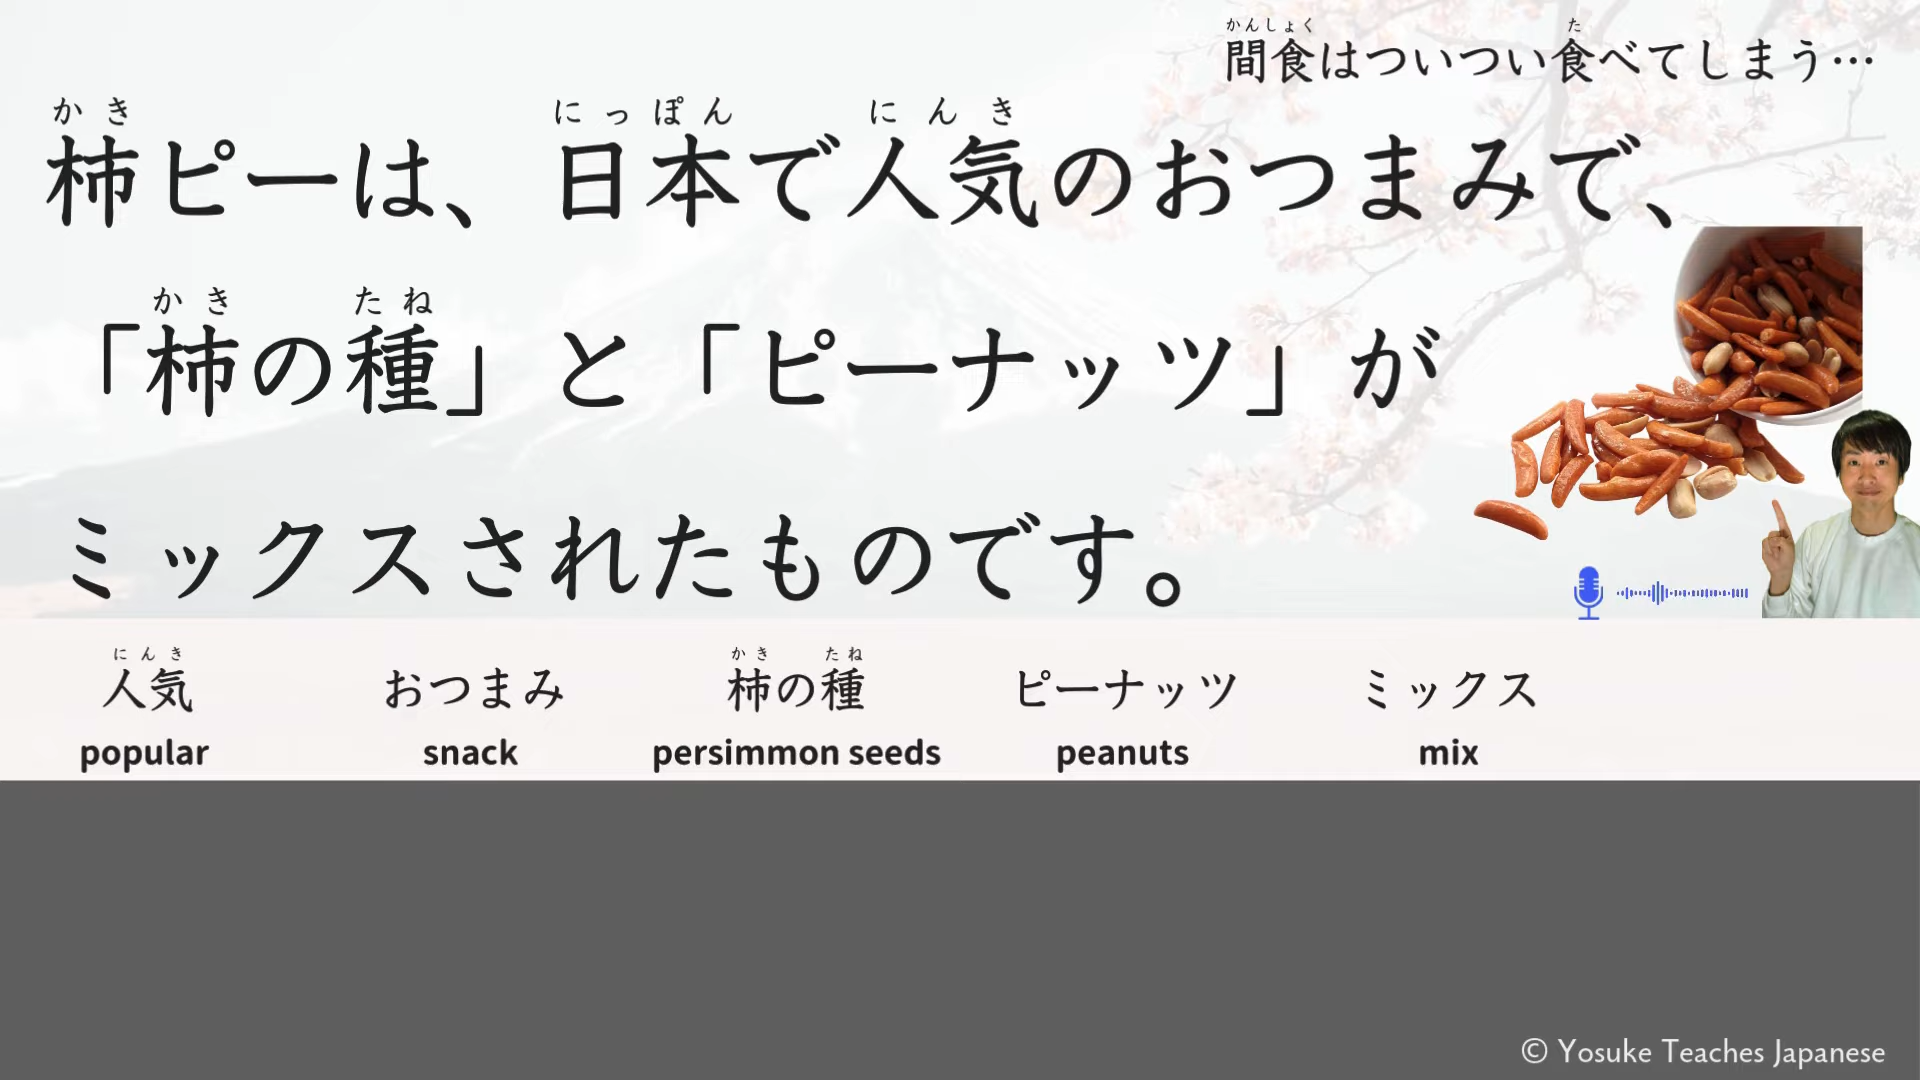 かんしょく た
間食はついつい食べてしまう…
かき にっぽん にんき
柿ピーは、日本で人気のおつまみで、
かき たね
「柿の種」と「ピーナッツ」が
ミックスされたものです。
にんき かき たね
人気 おつまみ 柿の種 ピーナッツ ミックス
popular snack persimmon seeds peanuts mix
© Yosuke Teaches Japanese